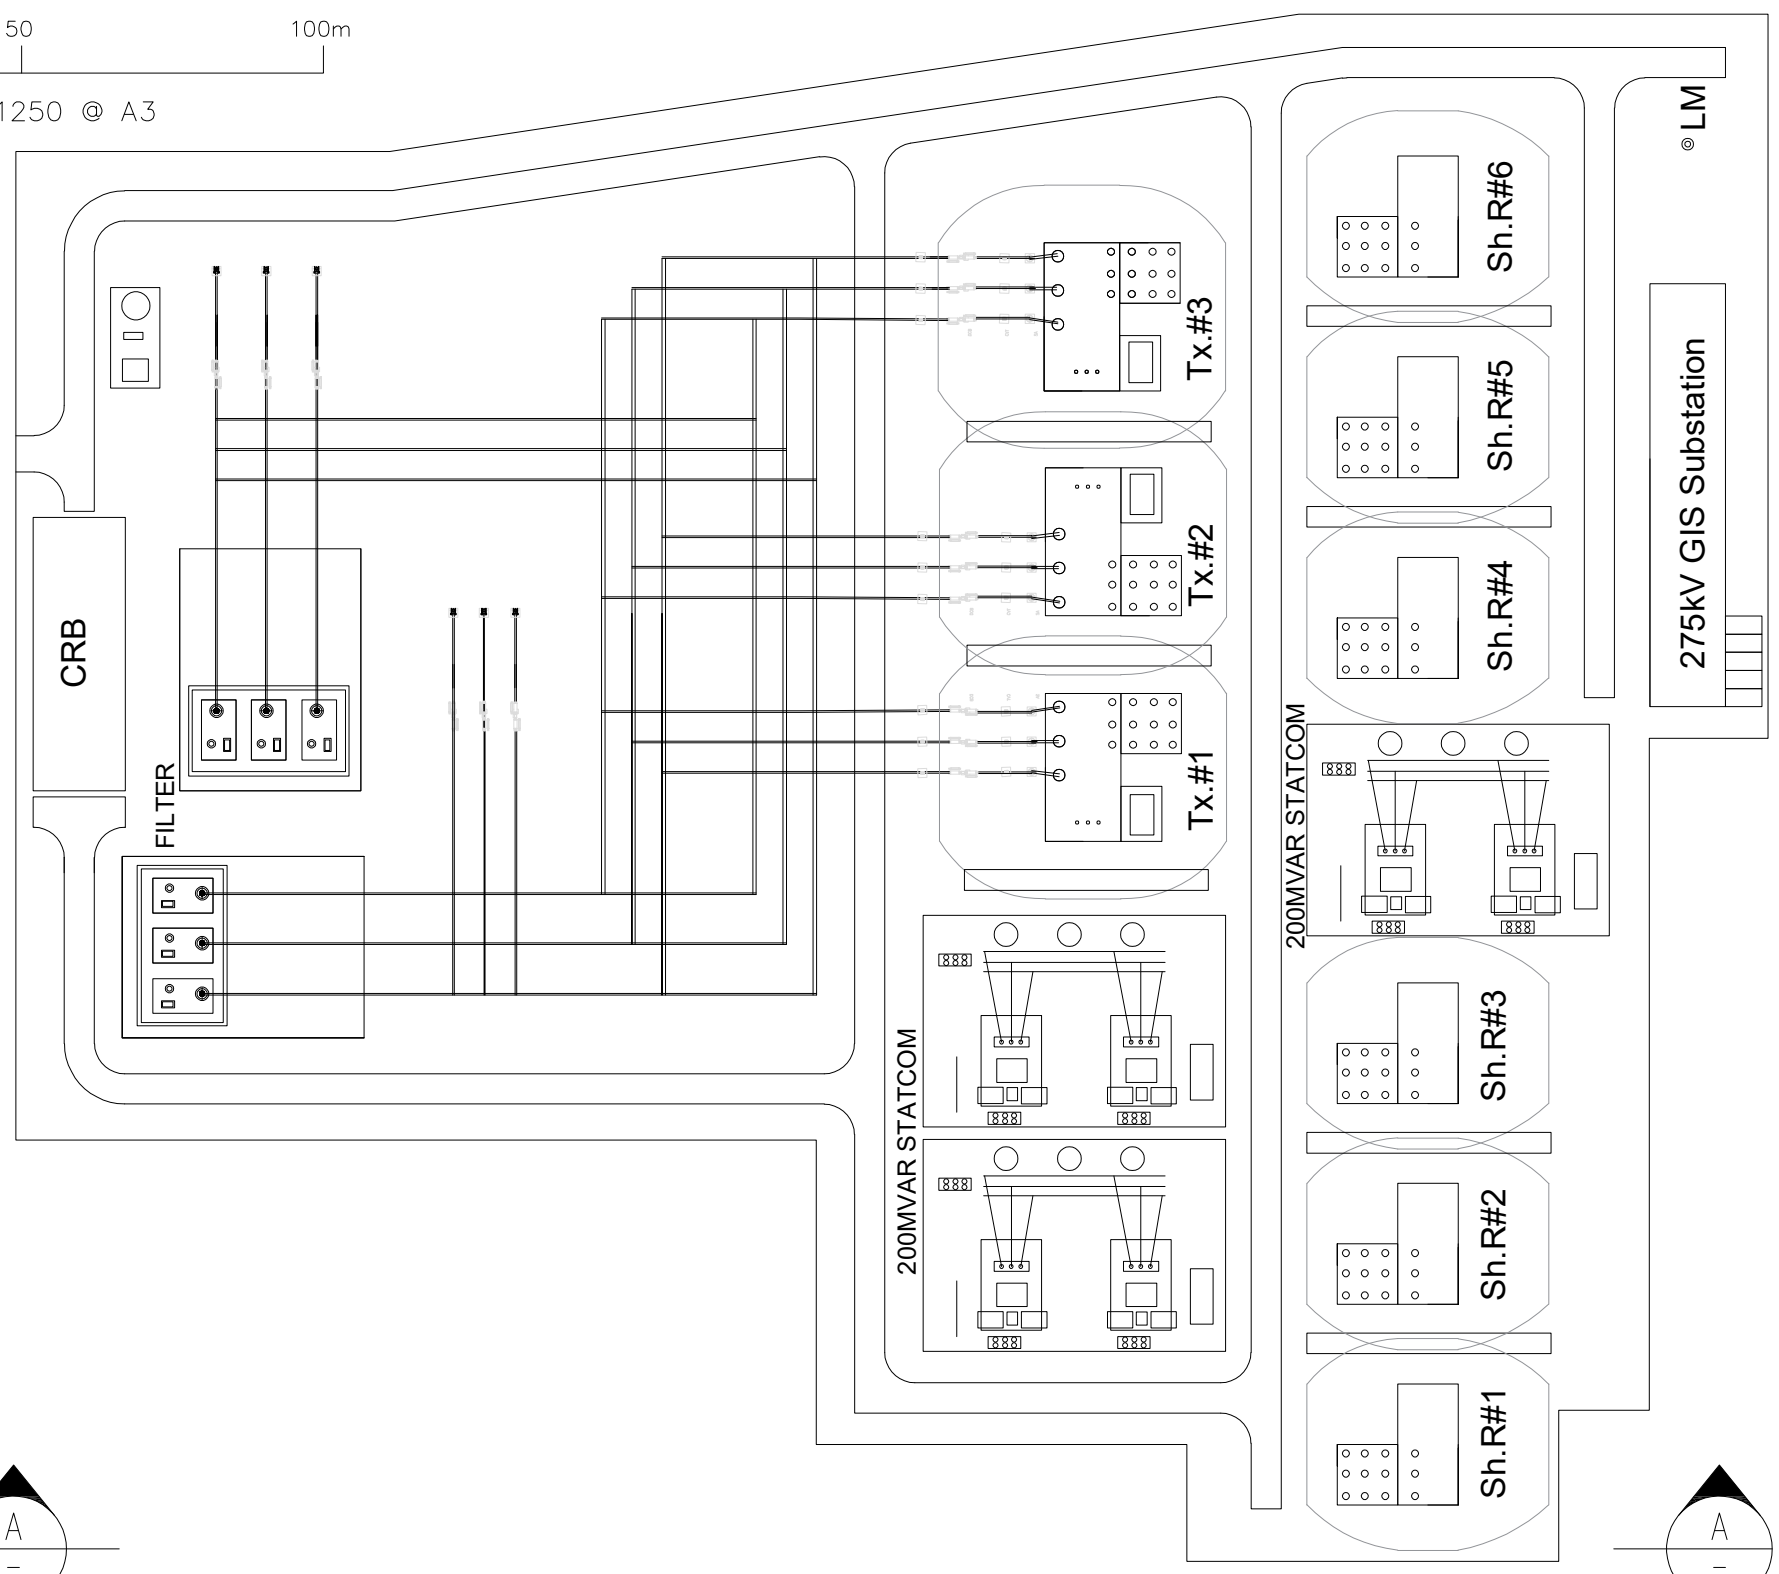 50
100m
1250 @ A3
LM
Sh.R#6
Tx.#3
Sh.R#5
275kV GIS Substation
Tx.#2
Sh.R#4
CRB
Tx.#1
200MVAR STATCOM
FILTER
Sh.R#3
200MVAR STATCOM
Sh.R#2
Sh.R#1
A
–
A
–